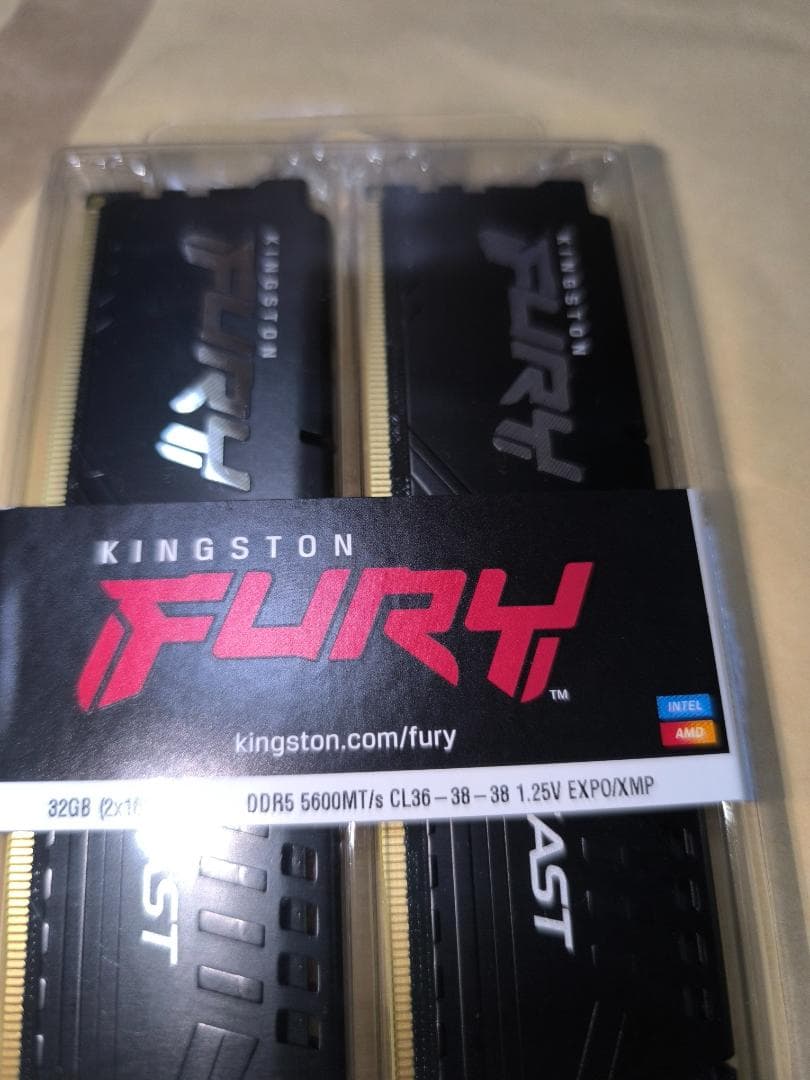 KINGSTON
FURY
KINGSTON
FURY
KINGSTON
FURY™
kingston.com/fury
INTEL
AMD
32GB DDR5 5600MT/s CL36-38-38 1.25V EXPO/XMP